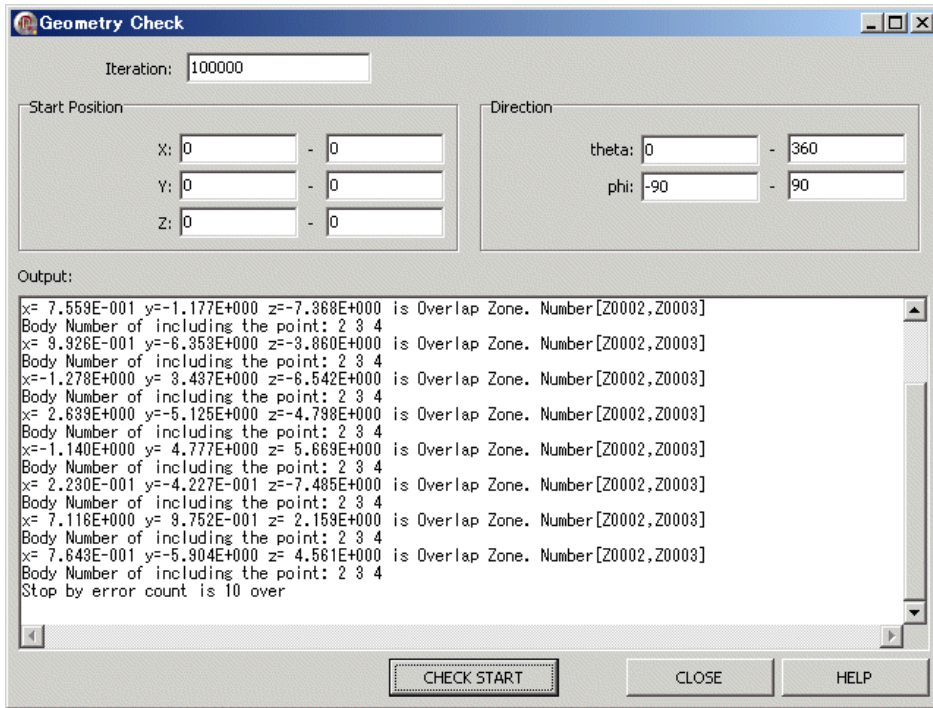 Geometry Check
Iteration: 100000
Start Position
X: 0 - 0
Y: 0 - 0
Z: 0 - 0
Direction
theta: 0 - 360
phi: -90 - 90
Output:
x= 7.559E-001 y=-1.177E+000 z=-7.368E+000 is Overlap Zone. Number[Z0002,Z0003]
Body Number of including the point: 2 3 4
x= 9.926E-001 y=-6.353E+000 z=-3.860E+000 is Overlap Zone. Number[Z0002,Z0003]
Body Number of including the point: 2 3 4
x=-1.278E+000 y= 3.437E+000 z=-6.542E+000 is Overlap Zone. Number[Z0002,Z0003]
Body Number of including the point: 2 3 4
x= 2.639E+000 y=-5.125E+000 z=-4.798E+000 is Overlap Zone. Number[Z0002,Z0003]
Body Number of including the point: 2 3 4
x=-1.140E+000 y= 4.777E+000 z= 5.669E+000 is Overlap Zone. Number[Z0002,Z0003]
Body Number of including the point: 2 3 4
x= 2.230E-001 y=-4.227E-001 z=-7.485E+000 is Overlap Zone. Number[Z0002,Z0003]
Body Number of including the point: 2 3 4
x= 7.116E+000 y= 9.752E-001 z= 2.159E+000 is Overlap Zone. Number[Z0002,Z0003]
Body Number of including the point: 2 3 4
x= 7.643E-001 y=-5.904E+000 z= 4.561E+000 is Overlap Zone. Number[Z0002,Z0003]
Body Number of including the point: 2 3 4
Stop by error count is 10 over
CHECK START CLOSE HELP